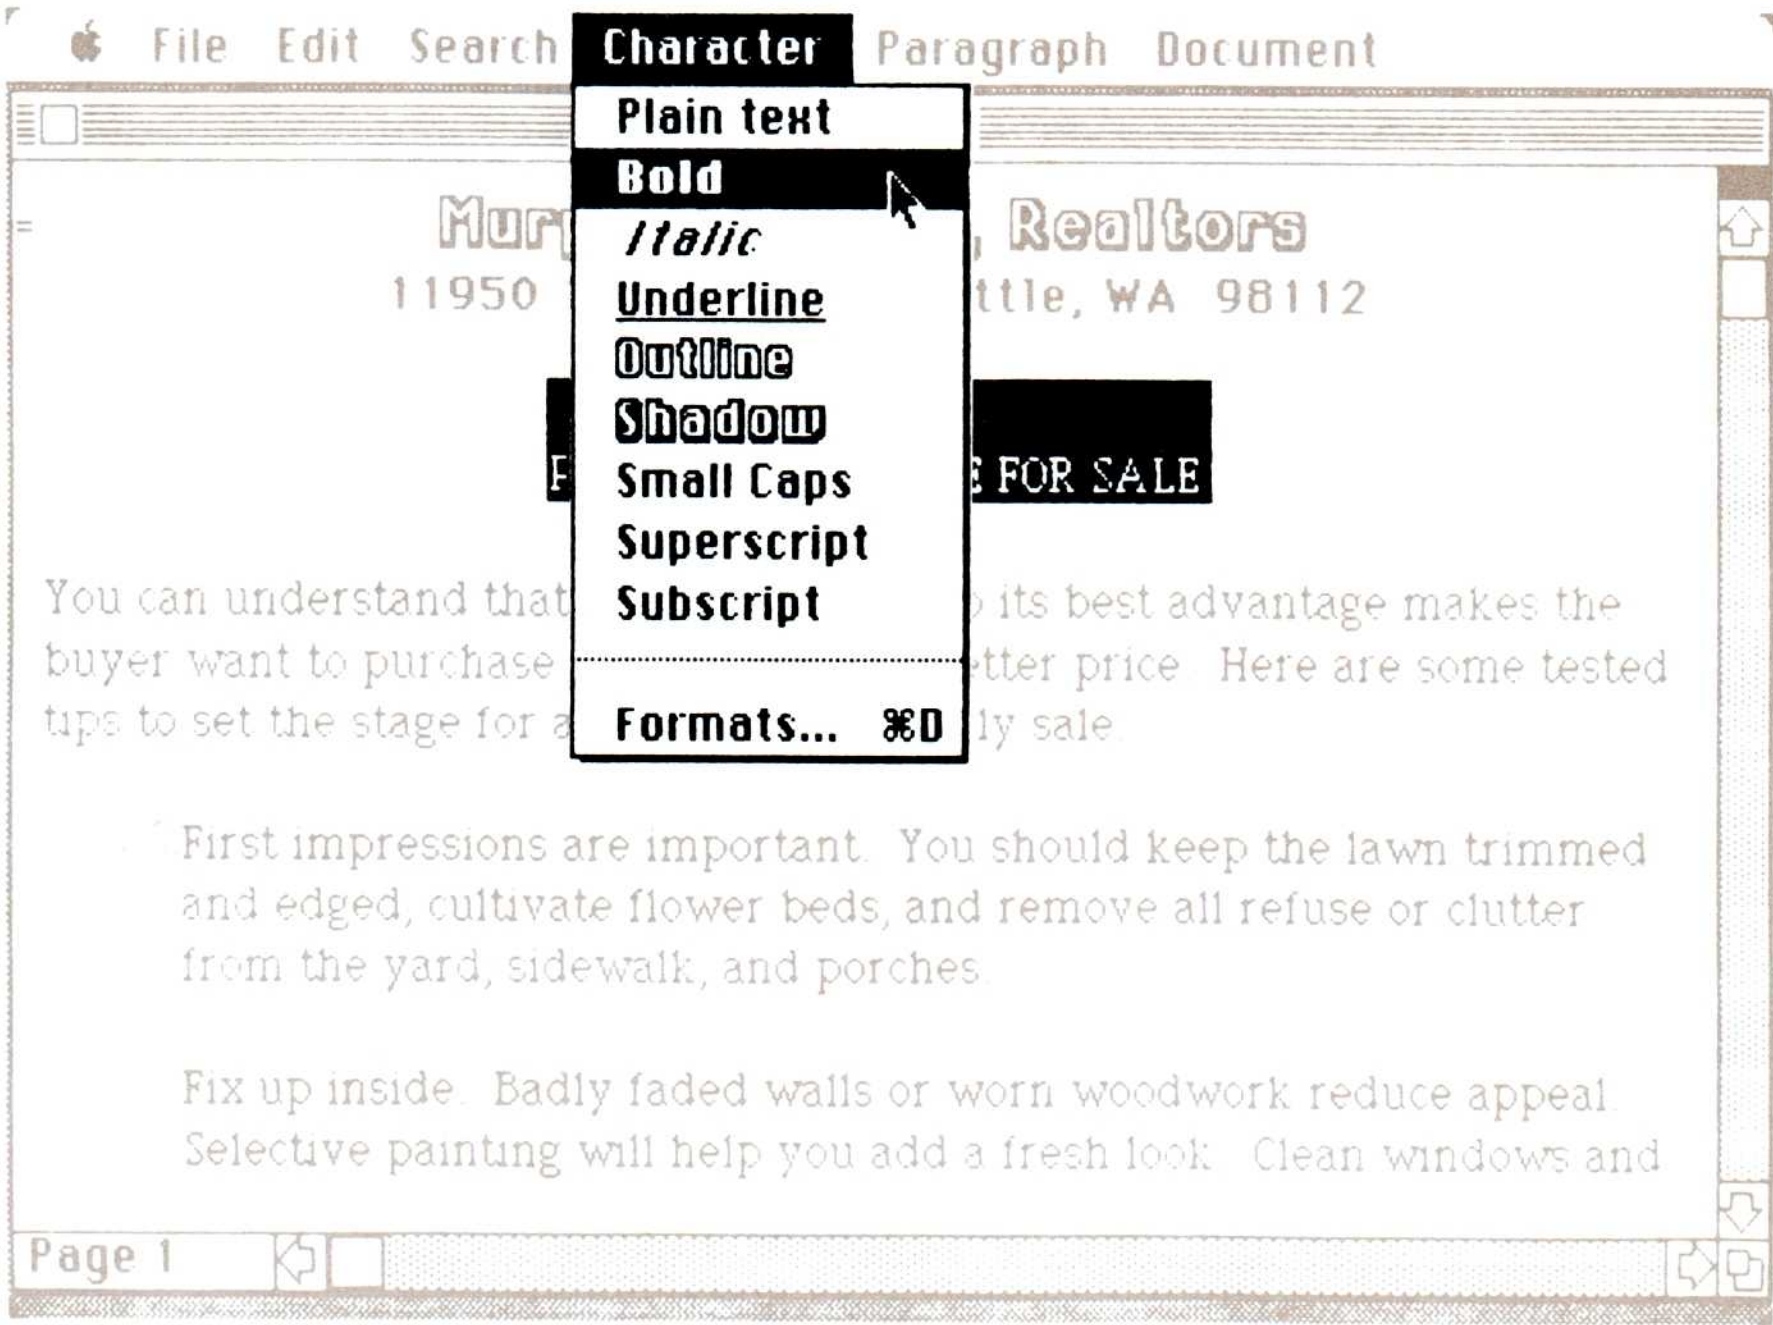 File Edit Search Character Paragraph Document
Plain text
Bold
Italic
Underline
Outline
Shadow
Small Caps
Superscript
Subscript
Formats... ⌘D
Realtors
11950 WA 98112
FOR SALE
You can understand that its best advantage makes the
buyer want to purchase price. Here are some tested
tips to set the stage for sale.
First impressions are important. You should keep the lawn trimmed
and edged, cultivate flower beds, and remove all refuse or clutter
from the yard, sidewalk, and porches.
Fix up inside. Badly faded walls or worn woodwork reduce appeal.
Selective painting will help you add a fresh look. Clean windows and
Page 1